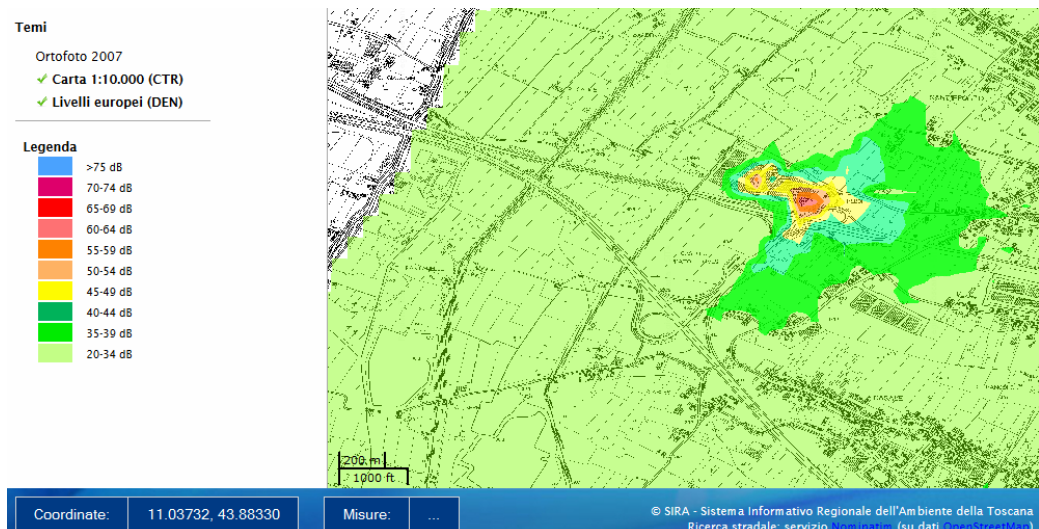 Temi
Ortofoto 2007
✓ Carta 1:10.000 (CTR)
✓ Livelli europei (DEN)
Legenda
>75 dB
70-74 dB
65-69 dB
60-64 dB
55-59 dB
50-54 dB
45-49 dB
40-44 dB
35-39 dB
20-34 dB
200 m
1000 ft
Coordinate:
11.03732, 43.88330
Misure:
...
© SIRA - Sistema Informativo Regionale dell'Ambiente della Toscana
Ricerca stradale: servizio Nominatim (su dati OpenStreetMap)